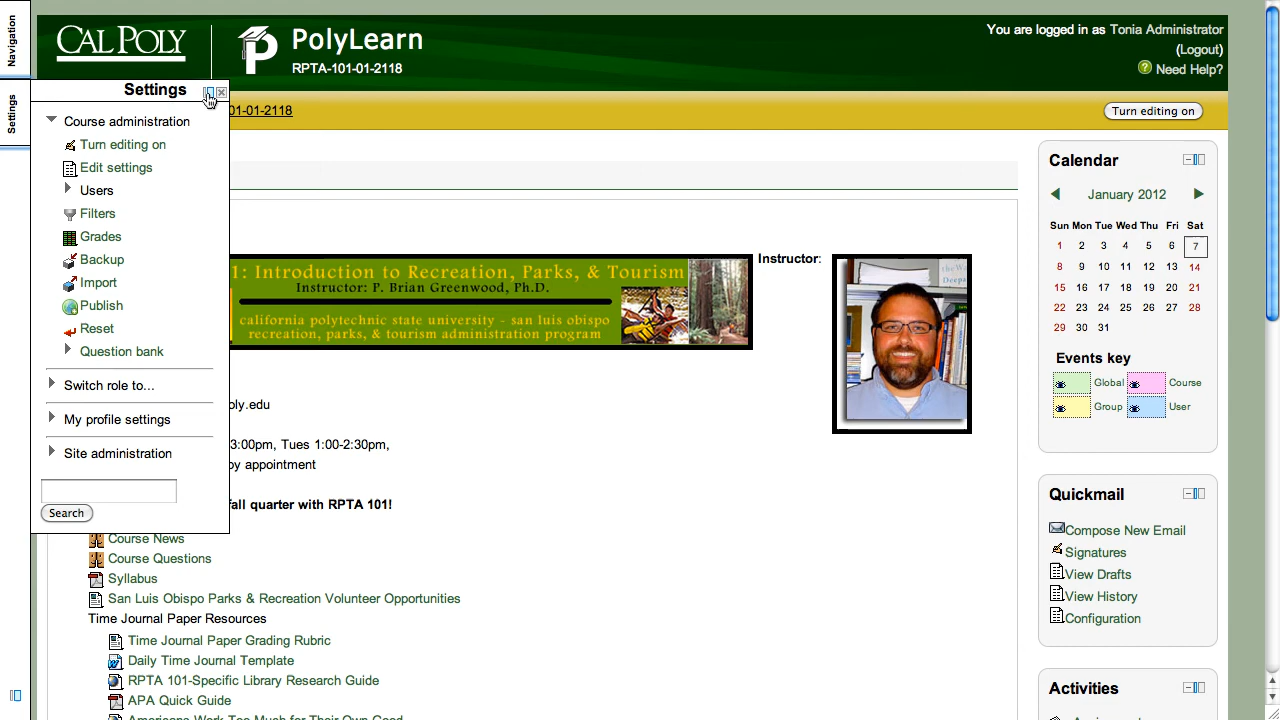 Navigation
Settings
CAL POLY
PolyLearn
RPTA-101-01-2118
You are logged in as Tonia Administrator
(Logout)
Need Help?
01-01-2118
Turn editing on
Settings
Course administration
Turn editing on
Edit settings
Users
Filters
Grades
Backup
Import
Publish
Reset
Question bank
Switch role to...
My profile settings
Site administration
Search
1: Introduction to Recreation, Parks, & Tourism
Instructor: P. Brian Greenwood, Ph.D.
california polytechnic state university - san luis obispo
recreation, parks, & tourism administration program
Instructor:
oly.edu
3:00pm, Tues 1:00-2:30pm,
by appointment
fall quarter with RPTA 101!
Course News
Course Questions
Syllabus
San Luis Obispo Parks & Recreation Volunteer Opportunities
Time Journal Paper Resources
Time Journal Paper Grading Rubric
Daily Time Journal Template
RPTA 101-Specific Library Research Guide
APA Quick Guide
Americans Work Too Much for Their Own Good
Calendar
January 2012
Sun Mon Tue Wed Thu Fri Sat
1 2 3 4 5 6 7
8 9 10 11 12 13 14
15 16 17 18 19 20 21
22 23 24 25 26 27 28
29 30 31
Events key
Global Course
Group User
Quickmail
Compose New Email
Signatures
View Drafts
View History
Configuration
Activities